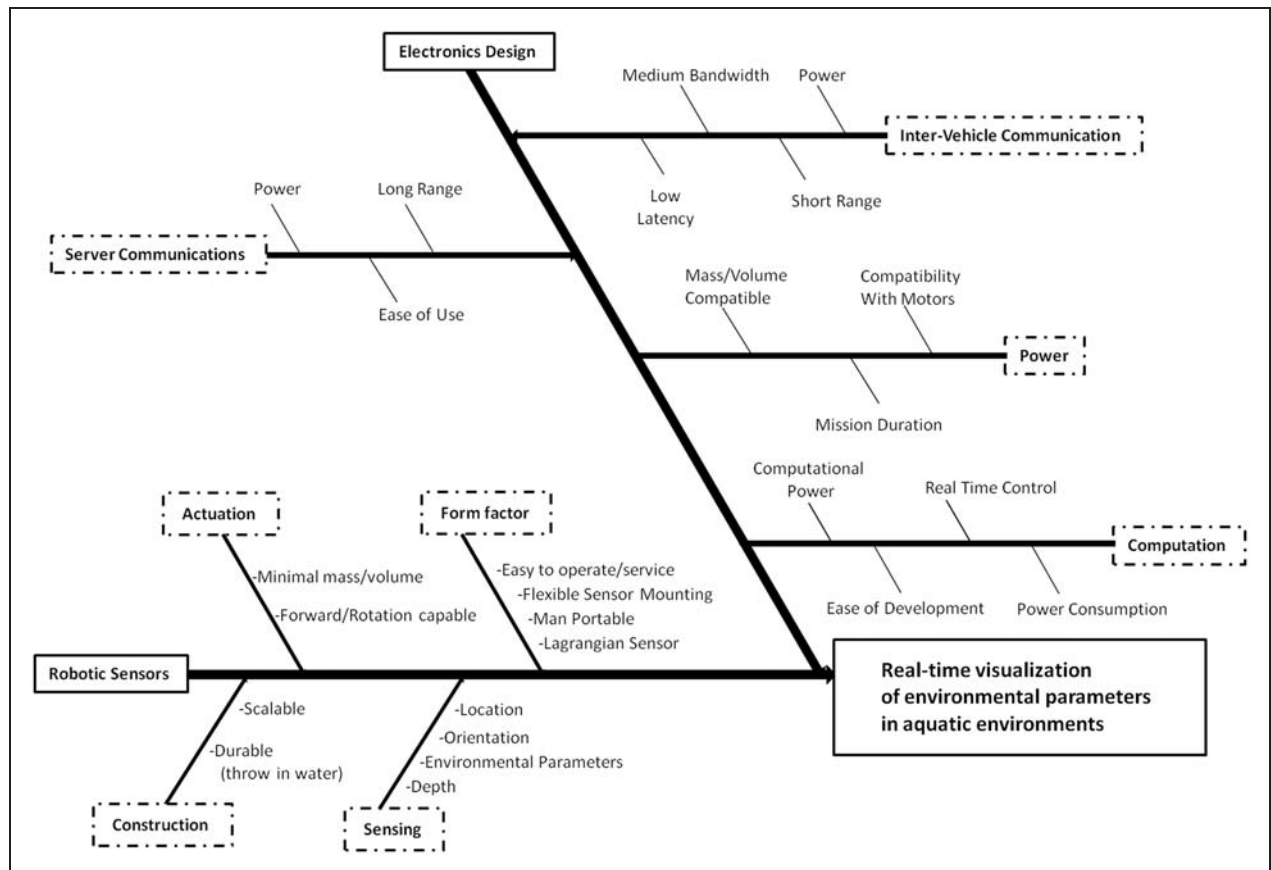 Electronics Design
Medium Bandwidth
Power
Inter-Vehicle Communication
Low
Latency
Short Range
Power
Long Range
Server Communications
Ease of Use
Mass/Volume
Compatible
Compatibility
With Motors
Power
Mission Duration
Computational
Power
Real Time Control
Computation
Ease of Development
Power Consumption
Actuation
-Minimal mass/volume
-Forward/Rotation capable
Form factor
-Easy to operate/service
-Flexible Sensor Mounting
-Man Portable
-Lagrangian Sensor
Robotic Sensors
-Scalable
-Durable
(throw in water)
Construction
-Location
-Orientation
-Environmental Parameters
-Depth
Sensing
Real-time visualization
of environmental parameters
in aquatic environments